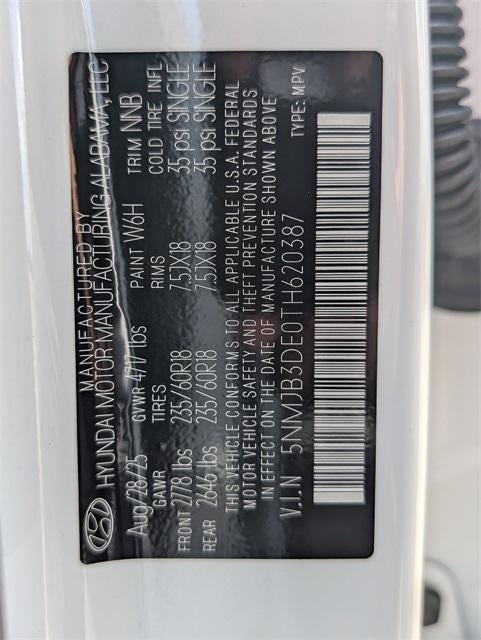 MANUFACTURED BY
HYUNDAI MOTOR MANUFACTURING ALABAMA, LLC
Aug/28/25 GVWR 4717 lbs PAINT W6H TRIM NNB
GAWR TIRES RIMS COLD TIRE INFL
FRONT 2778 lbs 235/60R18 7.5JX18 35 psi SINGLE
REAR 2646 lbs 235/60R18 7.5JX18 35 psi SINGLE
THIS VEHICLE CONFORMS TO ALL APPLICABLE U.S.A. FEDERAL
MOTOR VEHICLE SAFETY AND THEFT PREVENTION STANDARDS
IN EFFECT ON THE DATE OF MANUFACTURE SHOWN ABOVE
V.I.N 5NMJB3DE0TH620387 TYPE: MPV